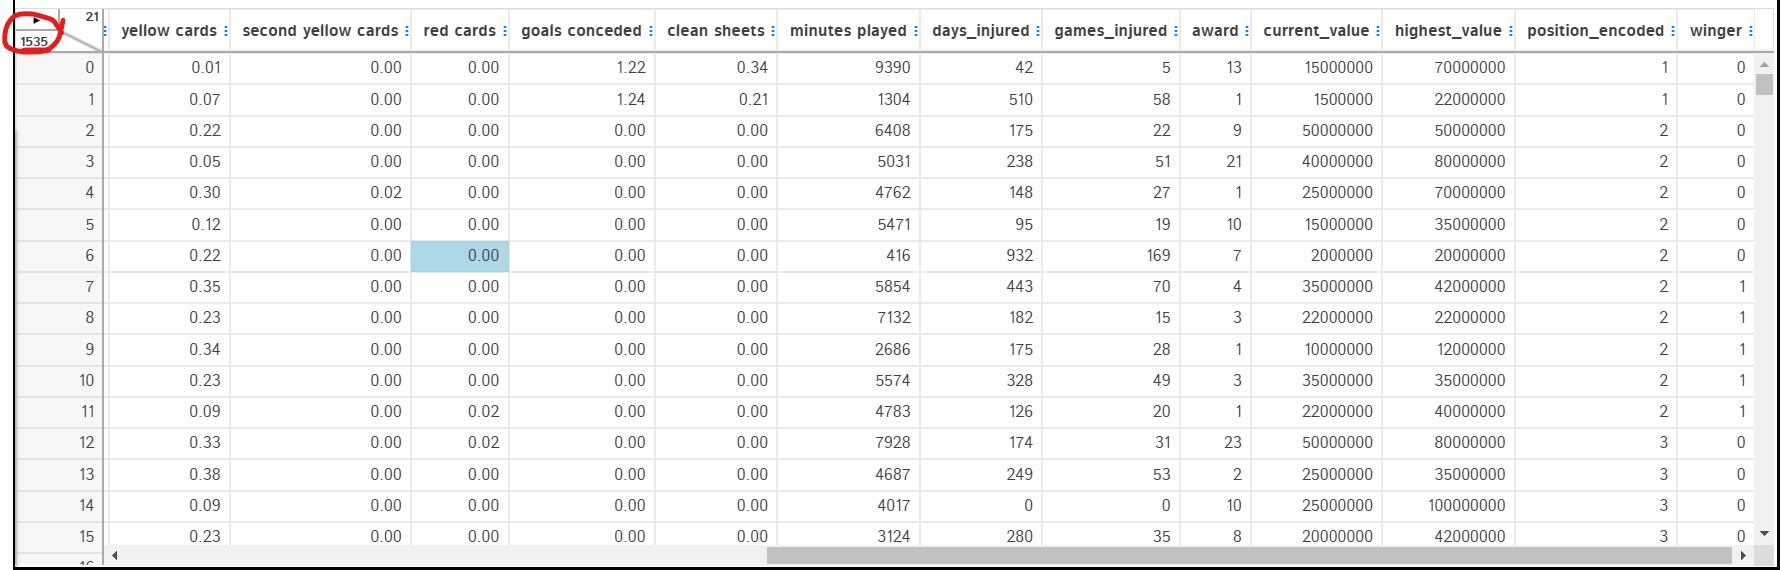 ▶ 21
1535 yellow cards second yellow cards red cards goals conceded clean sheets minutes played days_injured games_injured award current_value highest_value position_encoded winger
0 0.01 0.00 0.00 1.22 0.34 9390 42 5 13 15000000 70000000 1 0
1 0.07 0.00 0.00 1.24 0.21 1304 510 58 1 1500000 22000000 1 0
2 0.22 0.00 0.00 0.00 0.00 6408 175 22 9 50000000 50000000 2 0
3 0.05 0.00 0.00 0.00 0.00 5031 238 51 21 40000000 80000000 2 0
4 0.30 0.02 0.00 0.00 0.00 4762 148 27 1 25000000 70000000 2 0
5 0.12 0.00 0.00 0.00 0.00 5471 95 19 10 15000000 35000000 2 0
6 0.22 0.00 0.00 0.00 0.00 416 932 169 7 2000000 20000000 2 0
7 0.35 0.00 0.00 0.00 0.00 5854 443 70 4 35000000 42000000 2 1
8 0.23 0.00 0.00 0.00 0.00 7132 182 15 3 22000000 22000000 2 1
9 0.34 0.00 0.00 0.00 0.00 2686 175 28 1 10000000 12000000 2 1
10 0.23 0.00 0.00 0.00 0.00 5574 328 49 3 35000000 35000000 2 1
11 0.09 0.00 0.02 0.00 0.00 4783 126 20 1 22000000 40000000 2 1
12 0.33 0.00 0.02 0.00 0.00 7928 174 31 23 50000000 80000000 3 0
13 0.38 0.00 0.00 0.00 0.00 4687 249 53 2 25000000 35000000 3 0
14 0.09 0.00 0.00 0.00 0.00 4017 0 0 10 25000000 100000000 3 0
15 0.23 0.00 0.00 0.00 0.00 3124 280 35 8 20000000 42000000 3 0